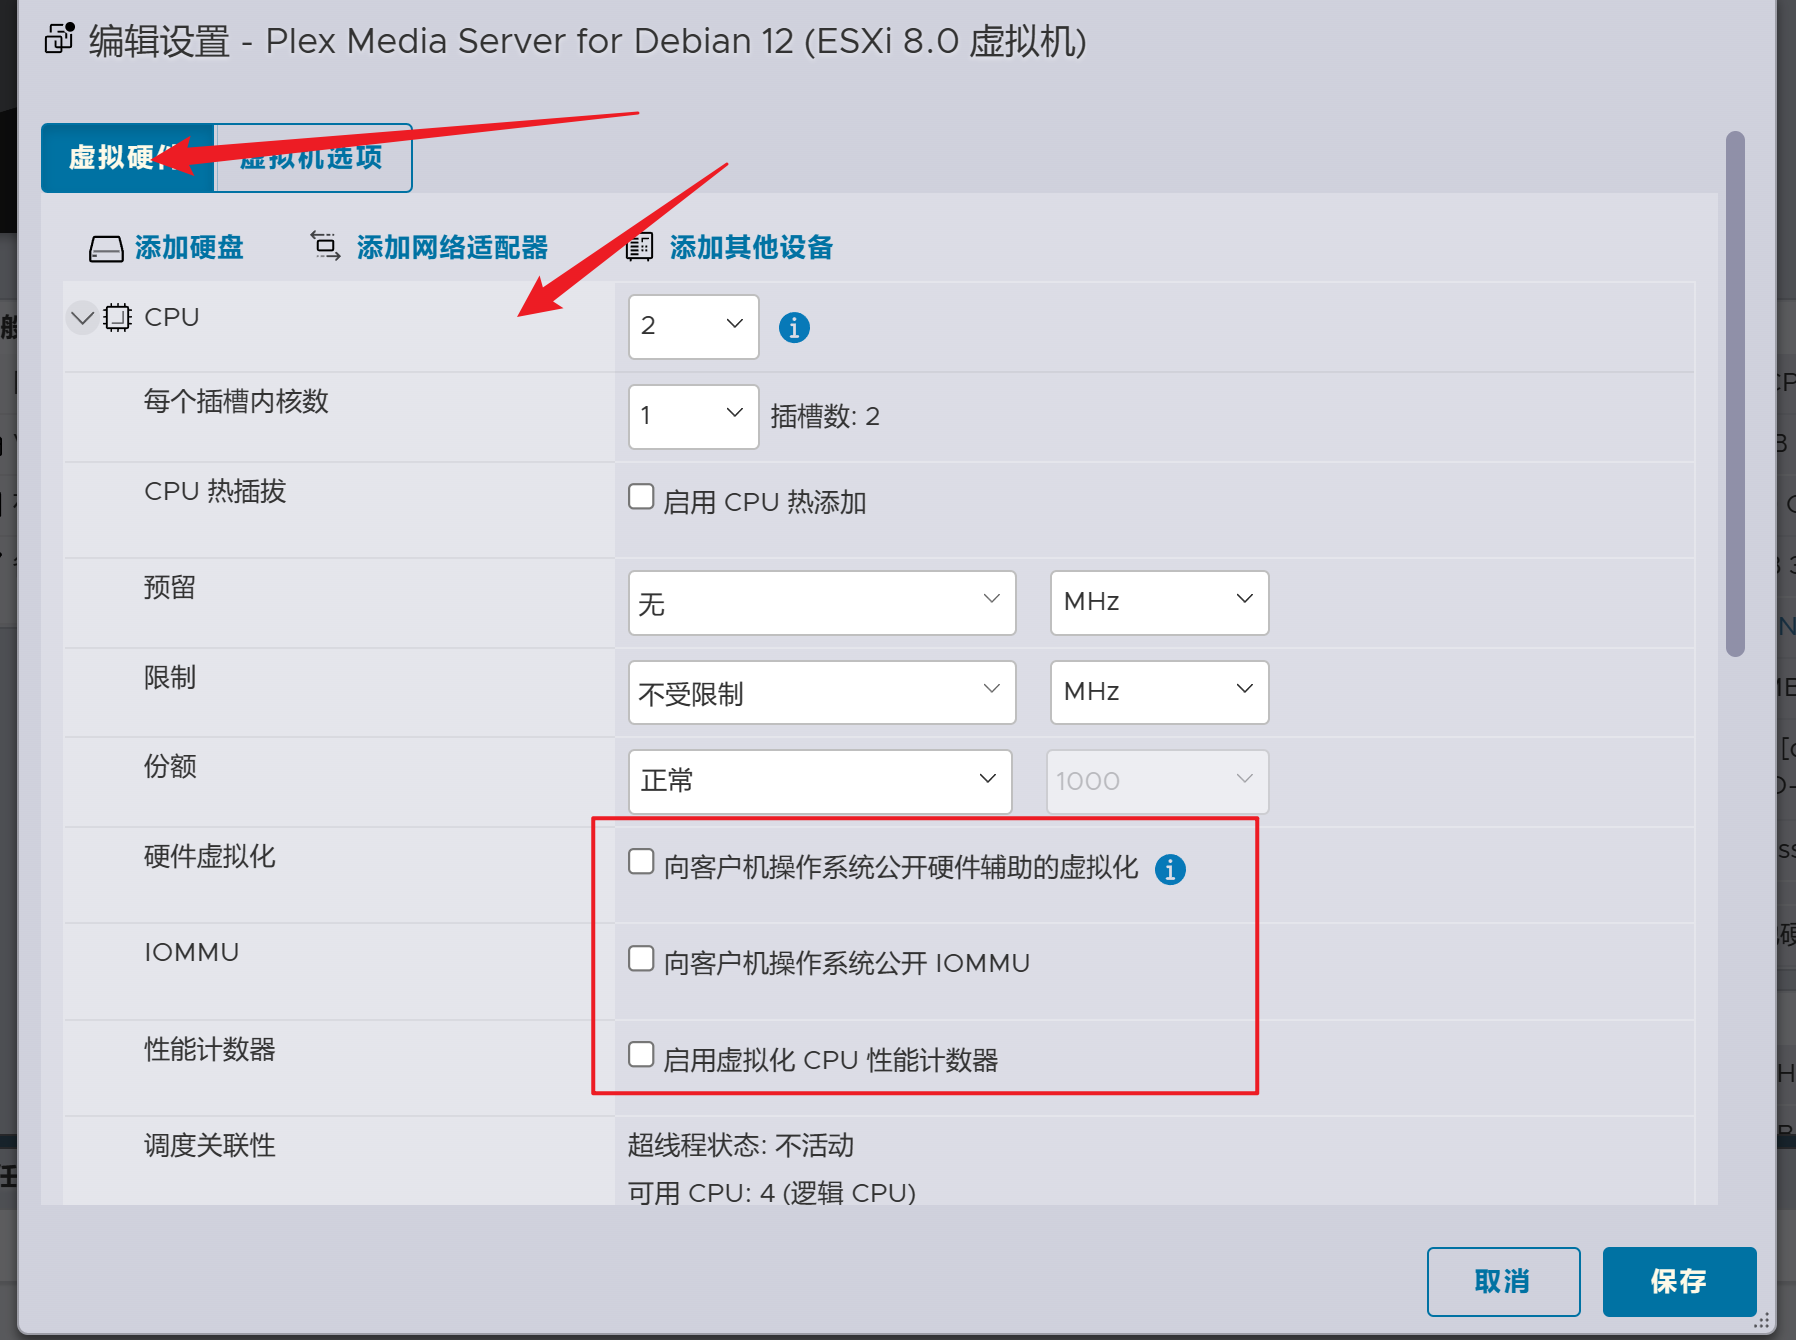 编辑设置 - Plex Media Server for Debian 12 (ESXi 8.0 虚拟机)
虚拟硬件 虚拟机选项
添加硬盘 添加网络适配器 添加其他设备
CPU 2
每个插槽内核数 1 插槽数: 2
CPU 热插拔 启用 CPU 热添加
预留 无 MHz
限制 不受限制 MHz
份额 正常 1000
硬件虚拟化 向客户机操作系统公开硬件辅助的虚拟化
IOMMU 向客户机操作系统公开 IOMMU
性能计数器 启用虚拟化 CPU 性能计数器
调度关联性 超线程状态: 不活动
可用 CPU: 4 (逻辑 CPU)
取消 保存